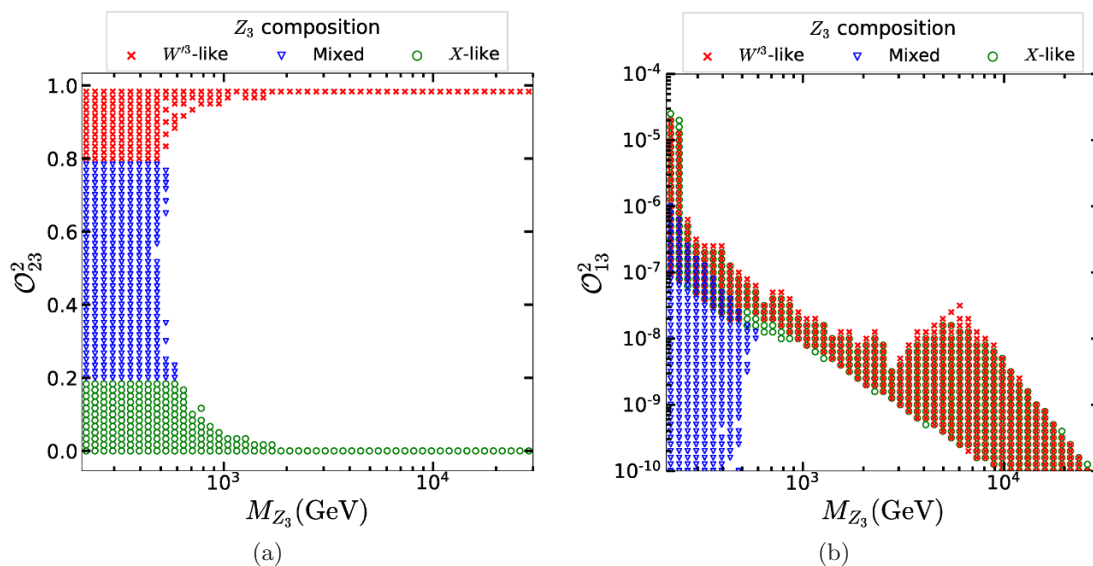 Z₃ composition
W′³-like Mixed X-like
1.0
0.8
0.6
0.4
0.2
0.0
𝒪²₂₃
10³ 10⁴
M_Z₃(GeV)
(a)
Z₃ composition
W′³-like Mixed X-like
10⁻⁴
10⁻⁵
10⁻⁶
10⁻⁷
10⁻⁸
10⁻⁹
10⁻¹⁰
𝒪²₁₃
10³ 10⁴
M_Z₃(GeV)
(b)